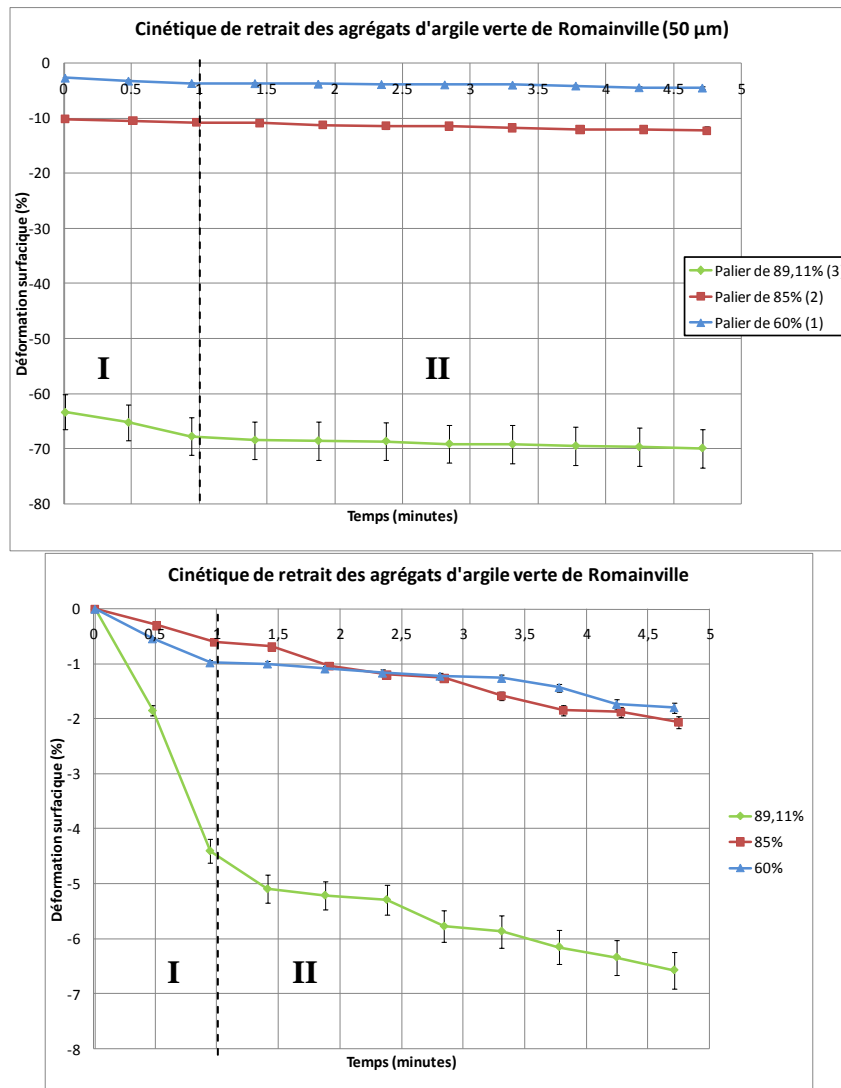 Cinétique de retrait des agrégats d'argile verte de Romainville (50 µm)
0
0 0.5 1 1.5 2 2.5 3 3.5 4 4.5 5
-10
-20
-30
-40
-50
-60
-70
-80
Déformation surfacique (%)
Temps (minutes)
I
II
Palier de 89,11% (3)
Palier de 85% (2)
Palier de 60% (1)
Cinétique de retrait des agrégats d'argile verte de Romainville
0
0 0,5 1 1,5 2 2,5 3 3,5 4 4,5 5
-1
-2
-3
-4
-5
-6
-7
-8
Déformation surfacique (%)
Temps (minutes)
I
II
89,11%
85%
60%